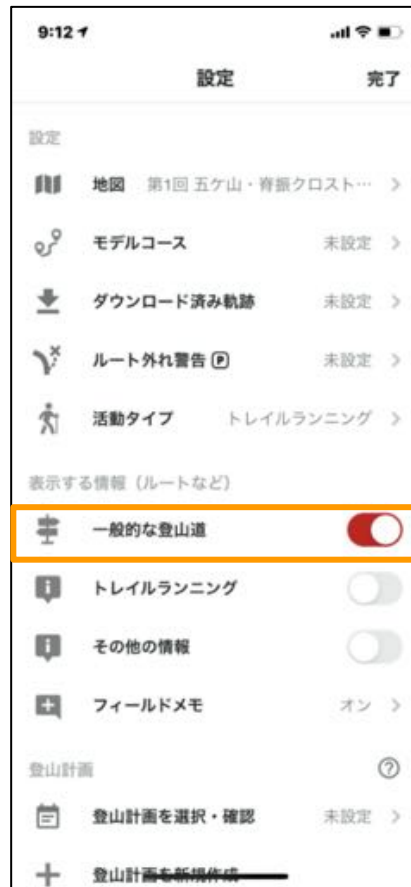 9:12
設定 完了
設定
地図 第1回 五ケ山・脊振クロスト…
モデルコース 未設定
ダウンロード済み軌跡 未設定
ルート外れ警告 P 未設定
活動タイプ トレイルランニング
表示する情報（ルートなど）
一般的な登山道
トレイルランニング
その他の情報
フィールドメモ オン
登山計画 ?
登山計画を選択・確認 未設定
登山計画を新規作成